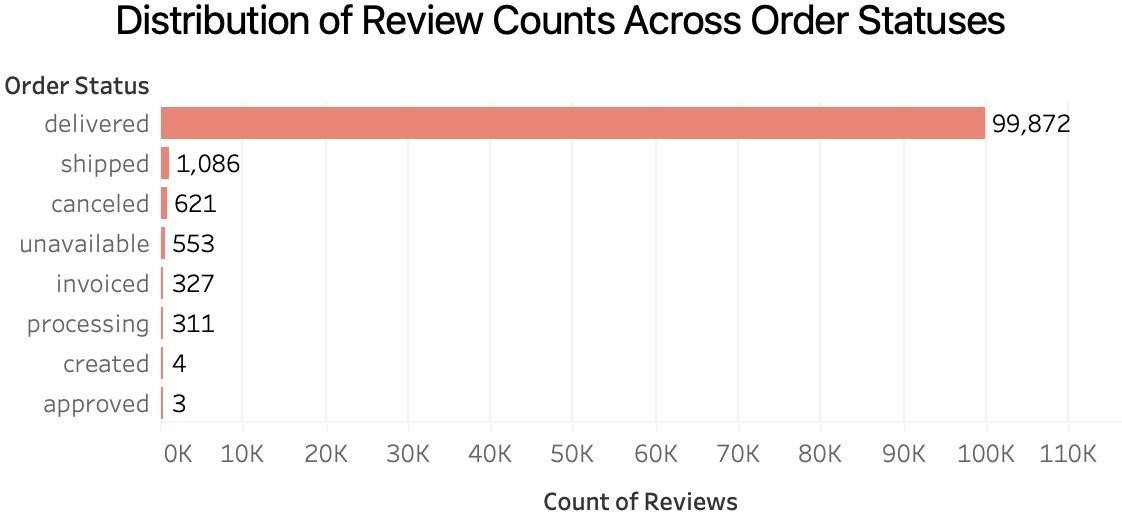 Distribution of Review Counts Across Order Statuses
Order Status
delivered 99,872
shipped 1,086
canceled 621
unavailable 553
invoiced 327
processing 311
created 4
approved 3
0K 10K 20K 30K 40K 50K 60K 70K 80K 90K 100K 110K
Count of Reviews